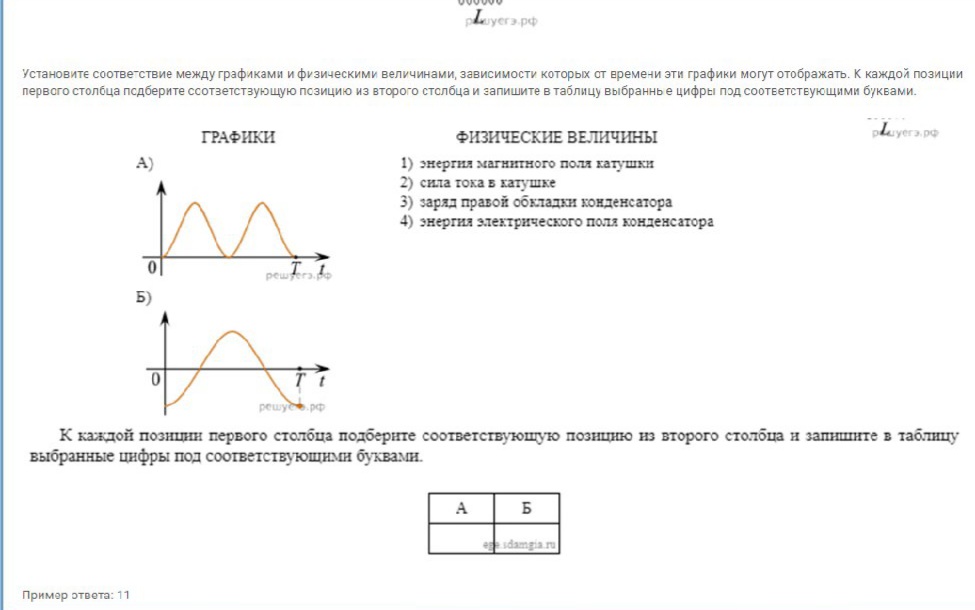 L
решуегэ.рф
Установите соответствие между графиками и физическими величинами, зависимости которых от времени эти графики могут отображать. К каждой позиции
первого столбца подберите соответствующую позицию из второго столбца и запишите в таблицу выбранные цифры под соответствующими буквами.
ГРАФИКИ
ФИЗИЧЕСКИЕ ВЕЛИЧИНЫ
L
решуегэ.рф
А)
1) энергия магнитного поля катушки
2) сила тока в катушке
3) заряд правой обкладки конденсатора
4) энергия электрического поля конденсатора
0
T t
решуегэ.рф
Б)
0
T t
решуегэ.рф
К каждой позиции первого столбца подберите соответствующую позицию из второго столбца и запишите в таблицу
выбранные цифры под соответствующими буквами.
А Б
ege.sdamgia.ru
Пример ответа: 11